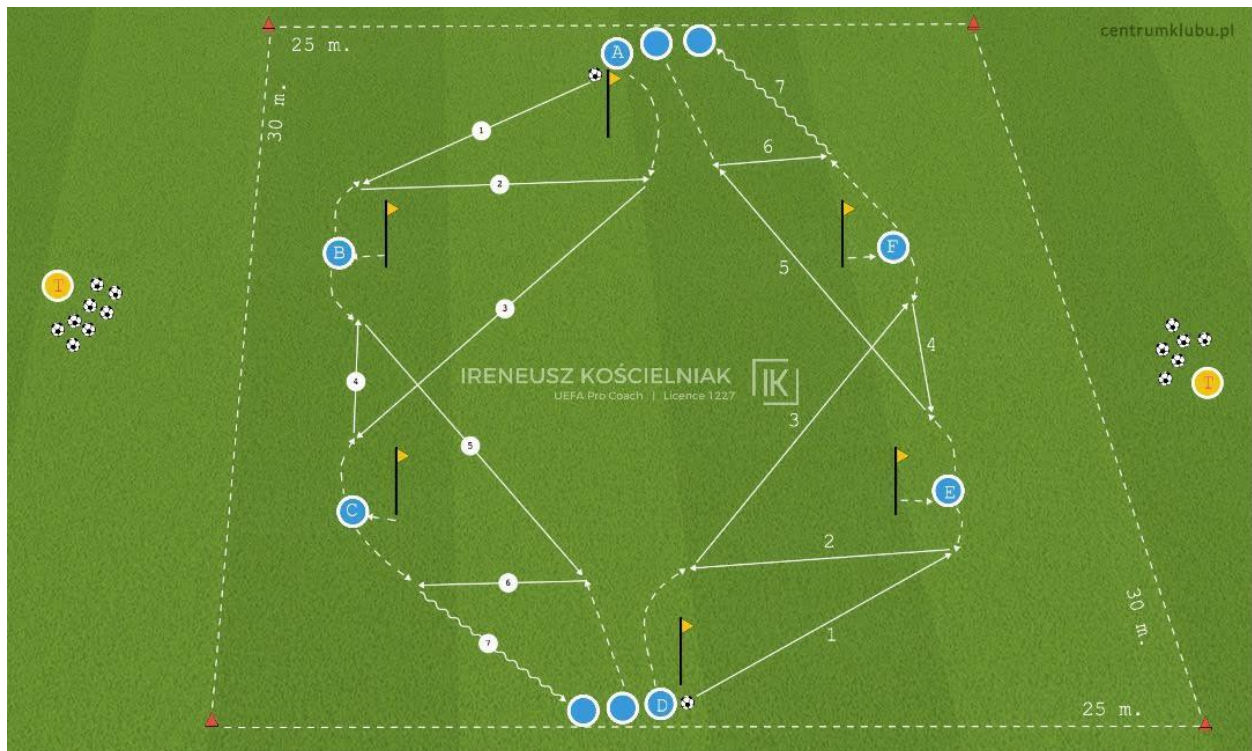 centrumklubu.pl
25 m.
30 m.
A
7
1
6
2
B
F
5
T
3
4
IRENEUSZ KOŚCIELNIAK
IK
UEFA Pro Coach | Licence 1227
T
4
3
5
C
E
2
6
30 m.
1
7
D
25 m.